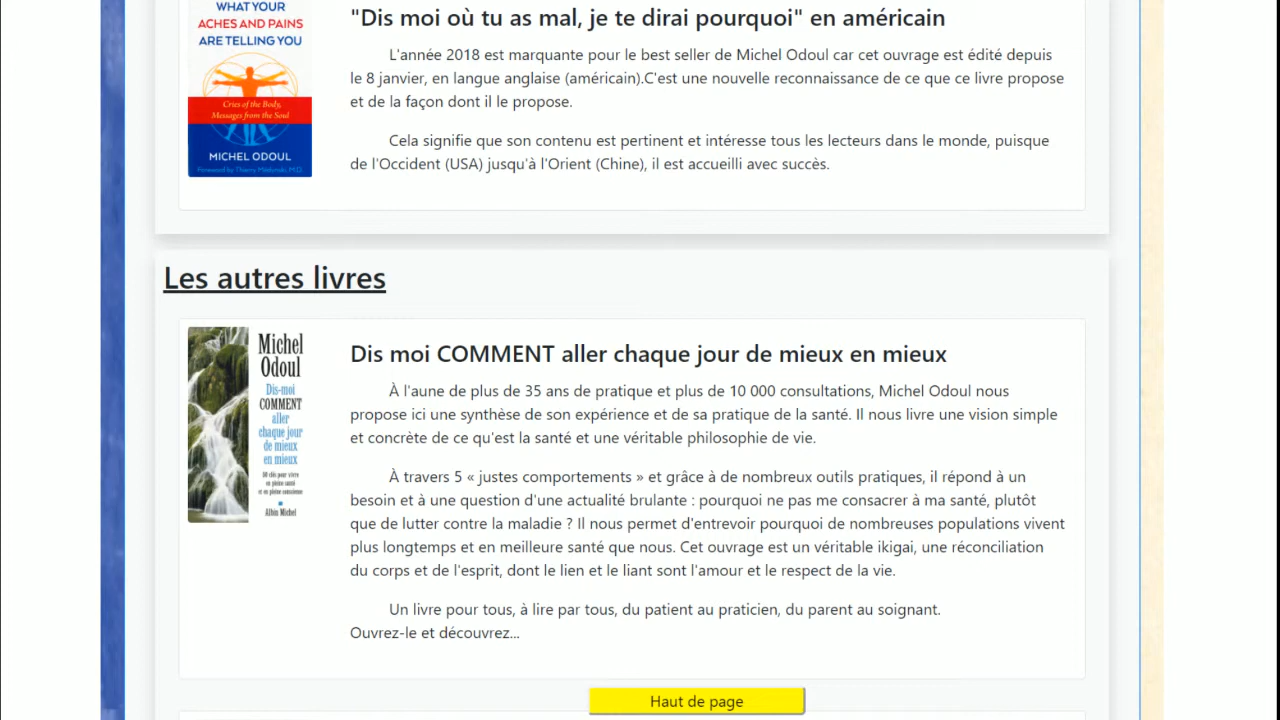 WHAT YOUR
ACHES AND PAINS
ARE TELLING YOU
Cries of the Body,
Messages from the Soul
MICHEL ODOUL
"Dis moi où tu as mal, je te dirai pourquoi" en américain
L'année 2018 est marquante pour le best seller de Michel Odoul car cet ouvrage est édité depuis
le 8 janvier, en langue anglaise (américain).C'est une nouvelle reconnaissance de ce que ce livre propose
et de la façon dont il le propose.
Cela signifie que son contenu est pertinent et intéresse tous les lecteurs dans le monde, puisque
de l'Occident (USA) jusqu'à l'Orient (Chine), il est accueilli avec succès.
Les autres livres
Michel
Odoul
Dis-moi
COMMENT
aller
chaque jour
de mieux
en mieux
50 clés pour vivre
en pleine santé
et en pleine conscience
Albin Michel
Dis moi COMMENT aller chaque jour de mieux en mieux
À l'aune de plus de 35 ans de pratique et plus de 10 000 consultations, Michel Odoul nous
propose ici une synthèse de son expérience et de sa pratique de la santé. Il nous livre une vision simple
et concrète de ce qu'est la santé et une véritable philosophie de vie.
À travers 5 « justes comportements » et grâce à de nombreux outils pratiques, il répond à un
besoin et à une question d'une actualité brulante : pourquoi ne pas me consacrer à ma santé, plutôt
que de lutter contre la maladie ? Il nous permet d'entrevoir pourquoi de nombreuses populations vivent
plus longtemps et en meilleure santé que nous. Cet ouvrage est un véritable ikigai, une réconciliation
du corps et de l'esprit, dont le lien et le liant sont l'amour et le respect de la vie.
Un livre pour tous, à lire par tous, du patient au praticien, du parent au soignant.
Ouvrez-le et découvrez...
Haut de page